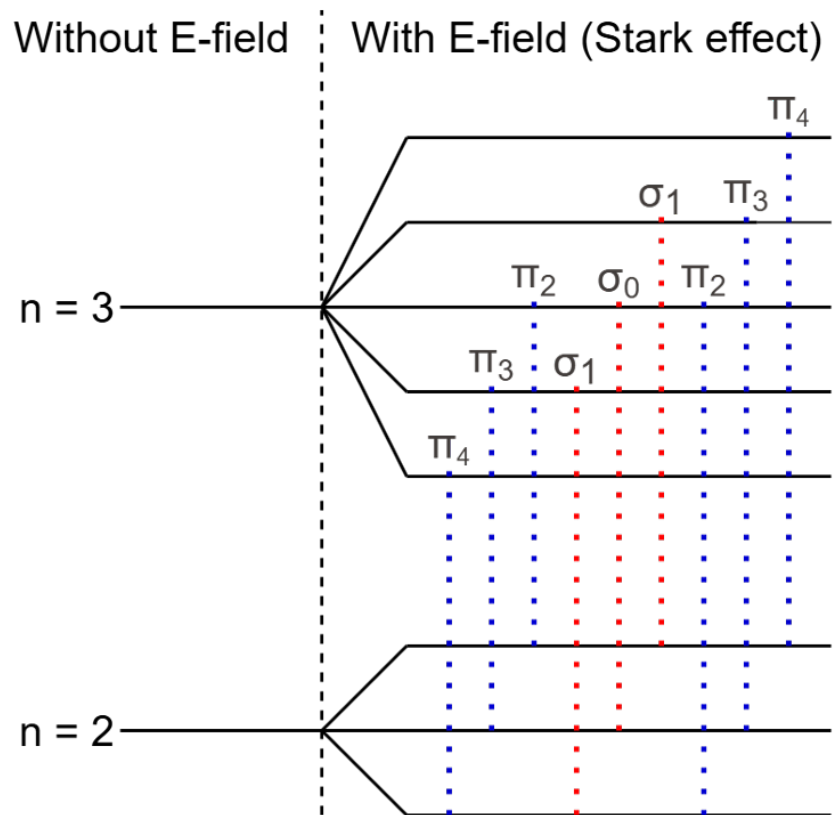 Without E-field
With E-field (Stark effect)
π₄
σ₁
π₃
n = 3
π₂
σ₀
π₂
π₃
σ₁
π₄
n = 2